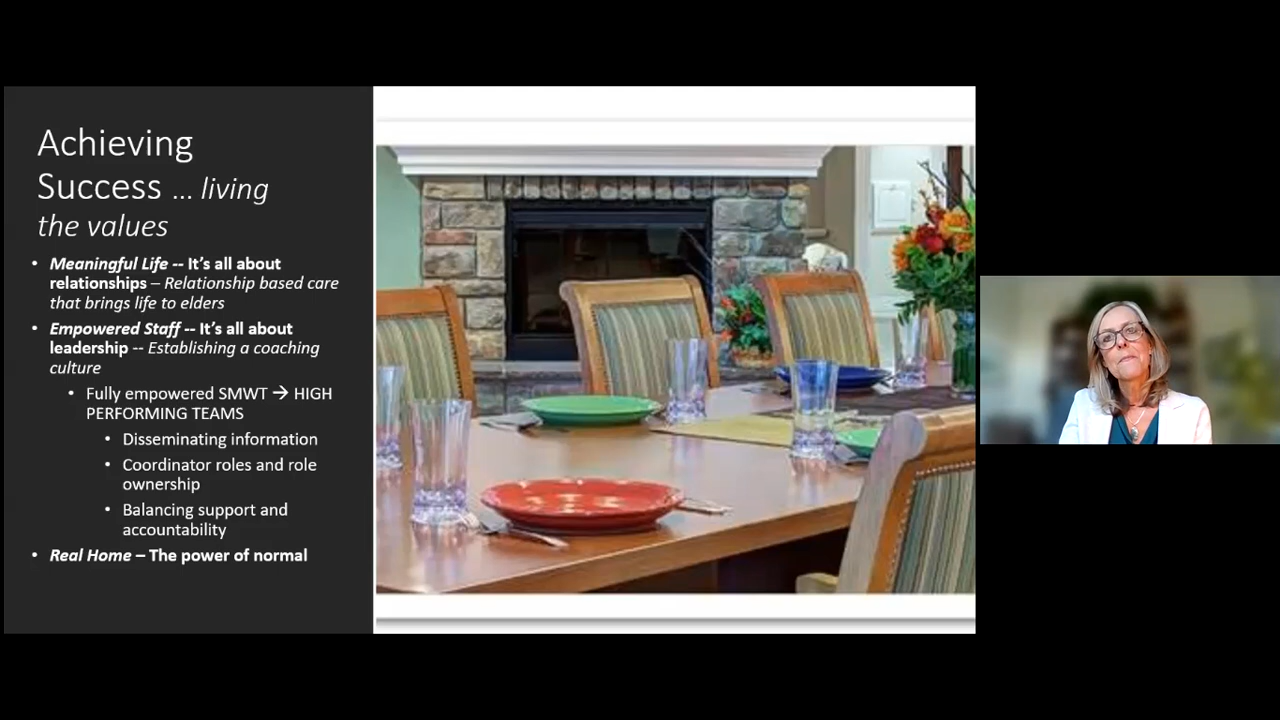 Achieving
Success ... living
the values
• Meaningful Life -- It's all about
relationships – Relationship based care
that brings life to elders
• Empowered Staff -- It's all about
leadership -- Establishing a coaching
culture
• Fully empowered SMWT → HIGH
PERFORMING TEAMS
• Disseminating information
• Coordinator roles and role
ownership
• Balancing support and
accountability
• Real Home – The power of normal